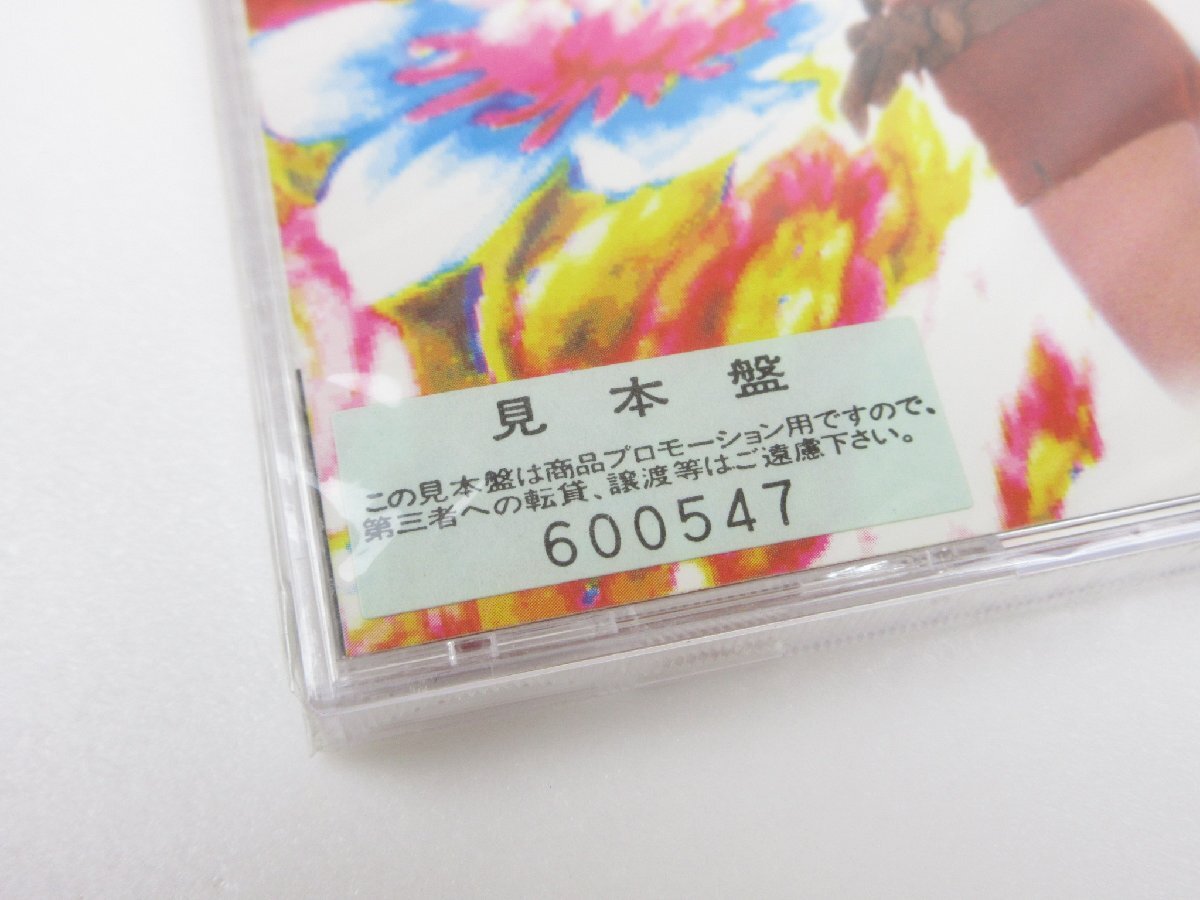 見本盤
この見本盤は商品プロモーション用ですので、
第三者への転貸、譲渡等はご遠慮下さい。
600547